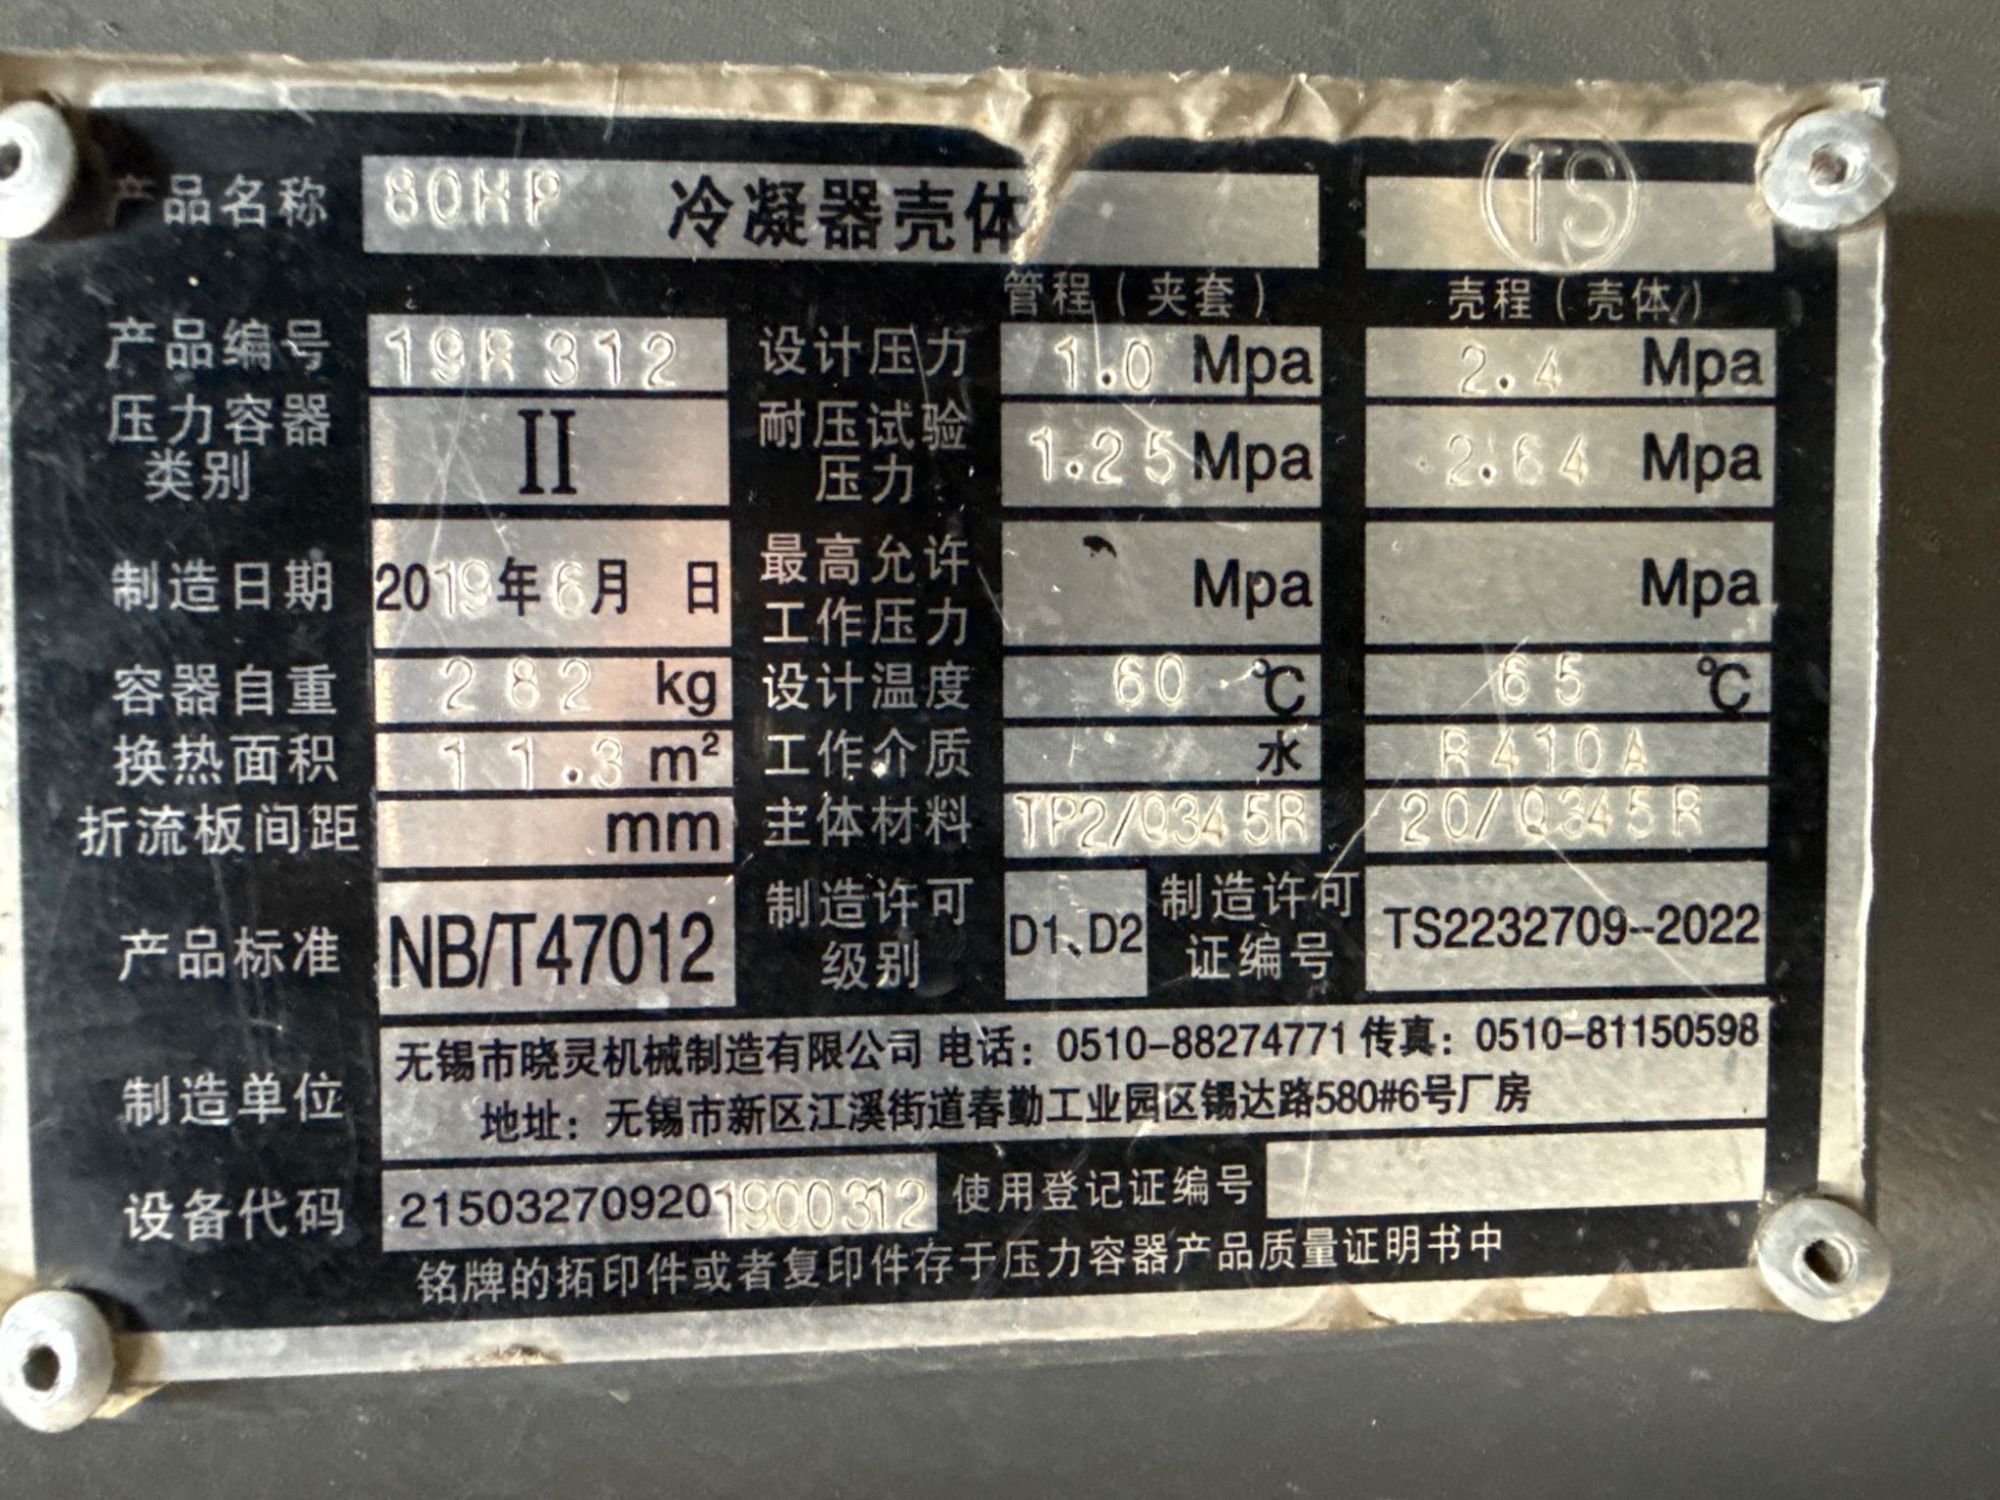 产品名称 80HP 冷凝器壳体 TS
管程（夹套） 壳程（壳体）
产品编号 19R312 设计压力 1.0 Mpa 2.4 Mpa
压力容器类别 II 耐压试验压力 1.25 Mpa 2.64 Mpa
制造日期 2019年6月 日 最高允许工作压力 Mpa Mpa
容器自重 282 kg 设计温度 60 ℃ 65 ℃
换热面积 11.3 m² 工作介质 水 R410A
折流板间距 mm 主体材料 TP2/Q345R 20/Q345R
产品标准 NB/T47012 制造许可级别 D1、D2 制造许可证编号 TS2232709-2022
制造单位 无锡市晓灵机械制造有限公司 电话：0510-88274771 传真：0510-81150598
地址：无锡市新区江溪街道春勤工业园区锡达路580#6号厂房
设备代码 215032709201900312 使用登记证编号
铭牌的拓印件或者复印件存于压力容器产品质量证明书中